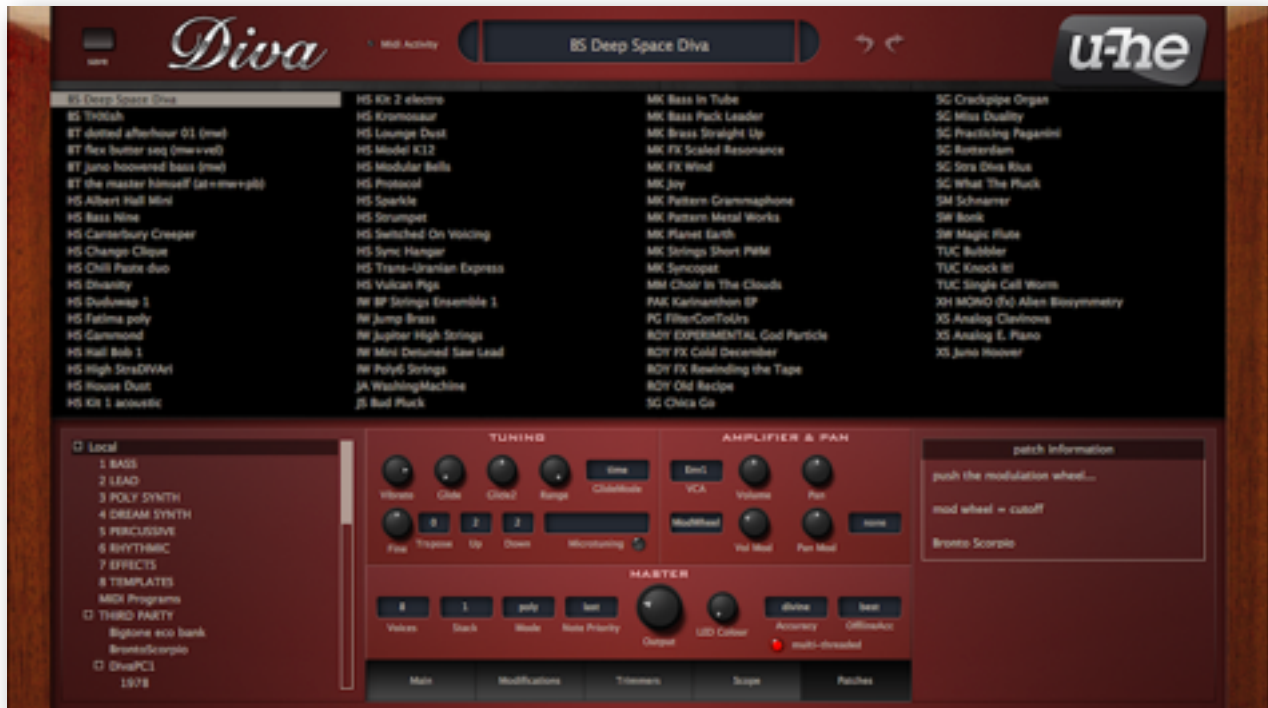 save
Diva
Midi Activity
BS Deep Space Diva
u-he
BS Deep Space Diva
BS
BT dotted afterhour 01 (mw)
BT flex butter seq (mw+vel)
BT juno hoovered bass (mw)
BT the master himself (at+mw+pb)
HS Albert Hall Mini
HS Bass Nine
HS Canterbury Creeper
HS Chango Clique
HS Chili Paste duo
HS Divanity
HS Duduwap 1
HS Fatima poly
HS Gammond
HS Hail Bob 1
HS High StraDIVAri
HS House Dust
HS Kit 1 acoustic
HS Kit 2 electro
HS Kromosaur
HS Lounge Dust
HS Model K12
HS Modular Bells
HS Protocol
HS Sparkle
HS Strumpet
HS Switched On Voicing
HS Sync Hangar
HS Trans-Uranian Express
HS Vulcan Pigs
IW BP Strings Ensemble 1
IW Jump Brass
IW Jupiter High Strings
IW Mini Detuned Saw Lead
IW Poly6 Strings
JA WashingMachine
JS Bud Pluck
MK Bass In Tube
MK Bass Pack Leader
MK Brass Straight Up
MK FX Scaled Resonance
MK FX Wind
MK Joy
MK Pattern Grammaphone
MK Pattern Metal Works
MK Planet Earth
MK Strings Short PWM
MK Syncopat
MM Choir In The Clouds
PAK Karinanthon EP
PG FilterConToUrs
ROY EXPERIMENTAL God Particle
ROY FX Cold December
ROY FX Rewinding the Tape
ROY Old Recipe
SG Chica Go
SG Crackpipe Organ
SG Miss Duality
SG Practicing Paganini
SG Rotterdam
SG Stra Diva Rius
SG What The Pluck
SM Schnarrer
SW Bonk
SW Magic Flute
TUC Bubbler
TUC Knock It!
TUC Single Cell Worm
XH MONO (fx) Alien Biosymmetry
XS Analog Clavinova
XS Analog E. Piano
XS Juno Hoover
Local
1 BASS
2 LEAD
3 POLY SYNTH
4 DREAM SYNTH
5 PERCUSSIVE
6 RHYTHMIC
7 EFFECTS
8 TEMPLATES
MIDI Programs
THIRD PARTY
Bigtone eco bank
BrontoScorpio
DivaPC1
1978
TUNING
time
Vibrato Glide Glide2 Range GlideMode
0 2 2
Fine Trapose Up Down Microtuning
AMPLIFIER & PAN
Env1
VCA Volume Pan
ModWheel none
Vol Mod Pan Mod
MASTER
8 1 poly last divine best
Voices Stack Mode Note Priority Output LED Colour Accuracy OfflineAcc
multi-threaded
Main Modifications Trimmers Scope Patches
patch information
push the modulation wheel...
mod wheel = cutoff
Bronto Scorpio